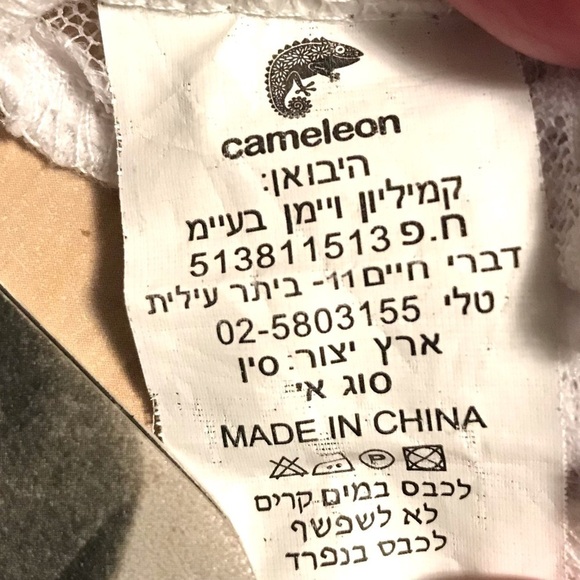 cameleon
היבואן:
קמיליון ויימן בעיימ
ח.פ 513811513
דברי חיים 11- ביתר עילית
טלי 02-5803155
ארץ יצור: סין
סוג אי
MADE IN CHINA
P
לכבס במים קרים
לא לשפשף
לכבס בנפרד